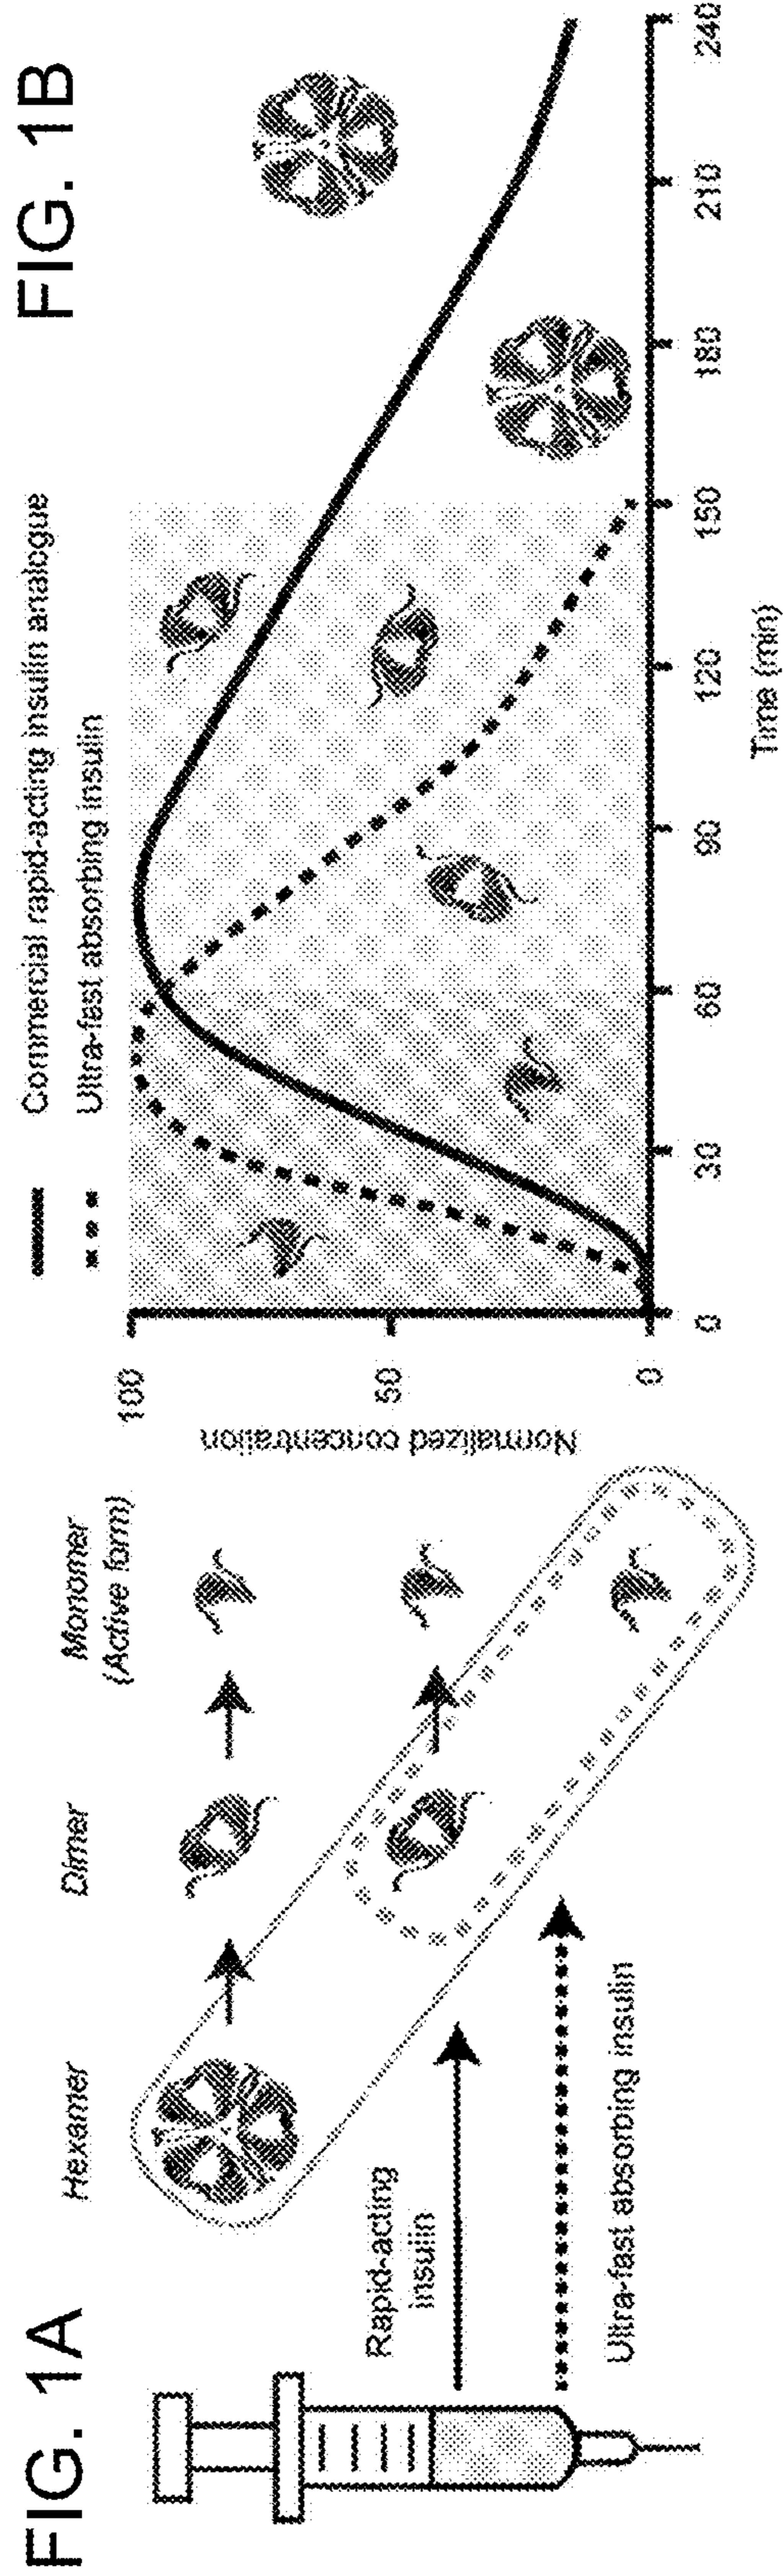 FIG. 1A
Hexamer
Dimer
Monomer
(Active form)
Rapid-acting
insulin
Ultra-fast absorbing insulin
FIG. 1B
Commercial rapid-acting insulin analogue
Ultra-fast absorbing insulin
Normalized concentration
100
50
0
0
30
60
90
120
150
180
210
240
Time (min)